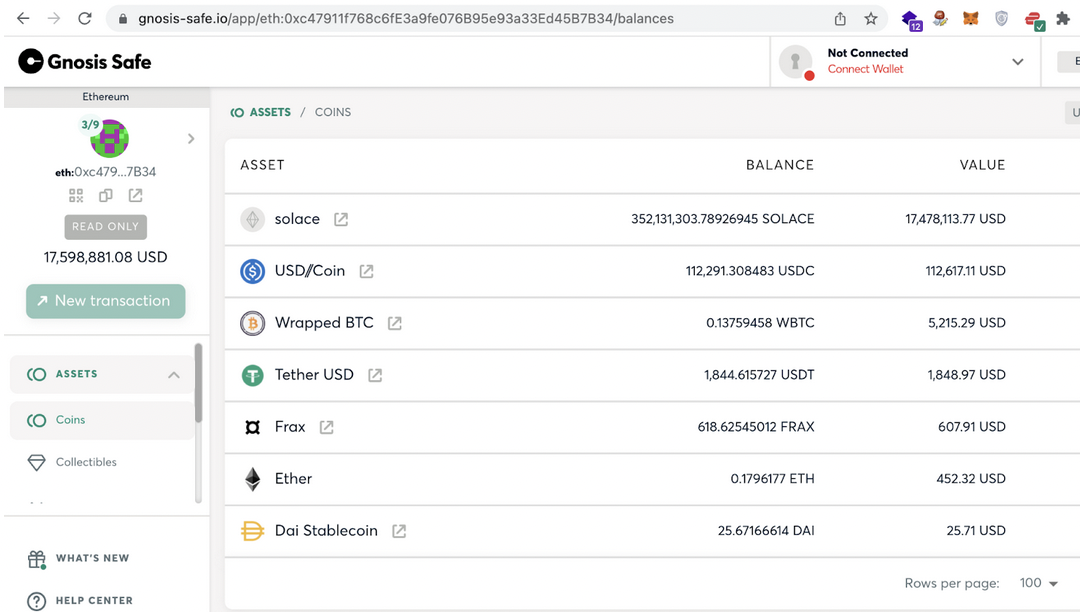 gnosis-safe.io/app/eth:0xc47911f768c6fE3a9fe076B95e93a33Ed45B7B34/balances
12
Gnosis Safe
Not Connected
Connect Wallet
E
Ethereum
3/9
eth:0xc479...7B34
READ ONLY
17,598,881.08 USD
New transaction
ASSETS
Coins
Collectibles
WHAT'S NEW
HELP CENTER
ASSETS / COINS
U
ASSET BALANCE VALUE
solace 352,131,303.78926945 SOLACE 17,478,113.77 USD
USD//Coin 112,291.308483 USDC 112,617.11 USD
Wrapped BTC 0.13759458 WBTC 5,215.29 USD
Tether USD 1,844.615727 USDT 1,848.97 USD
Frax 618.62545012 FRAX 607.91 USD
Ether 0.1796177 ETH 452.32 USD
Dai Stablecoin 25.67166614 DAI 25.71 USD
Rows per page: 100